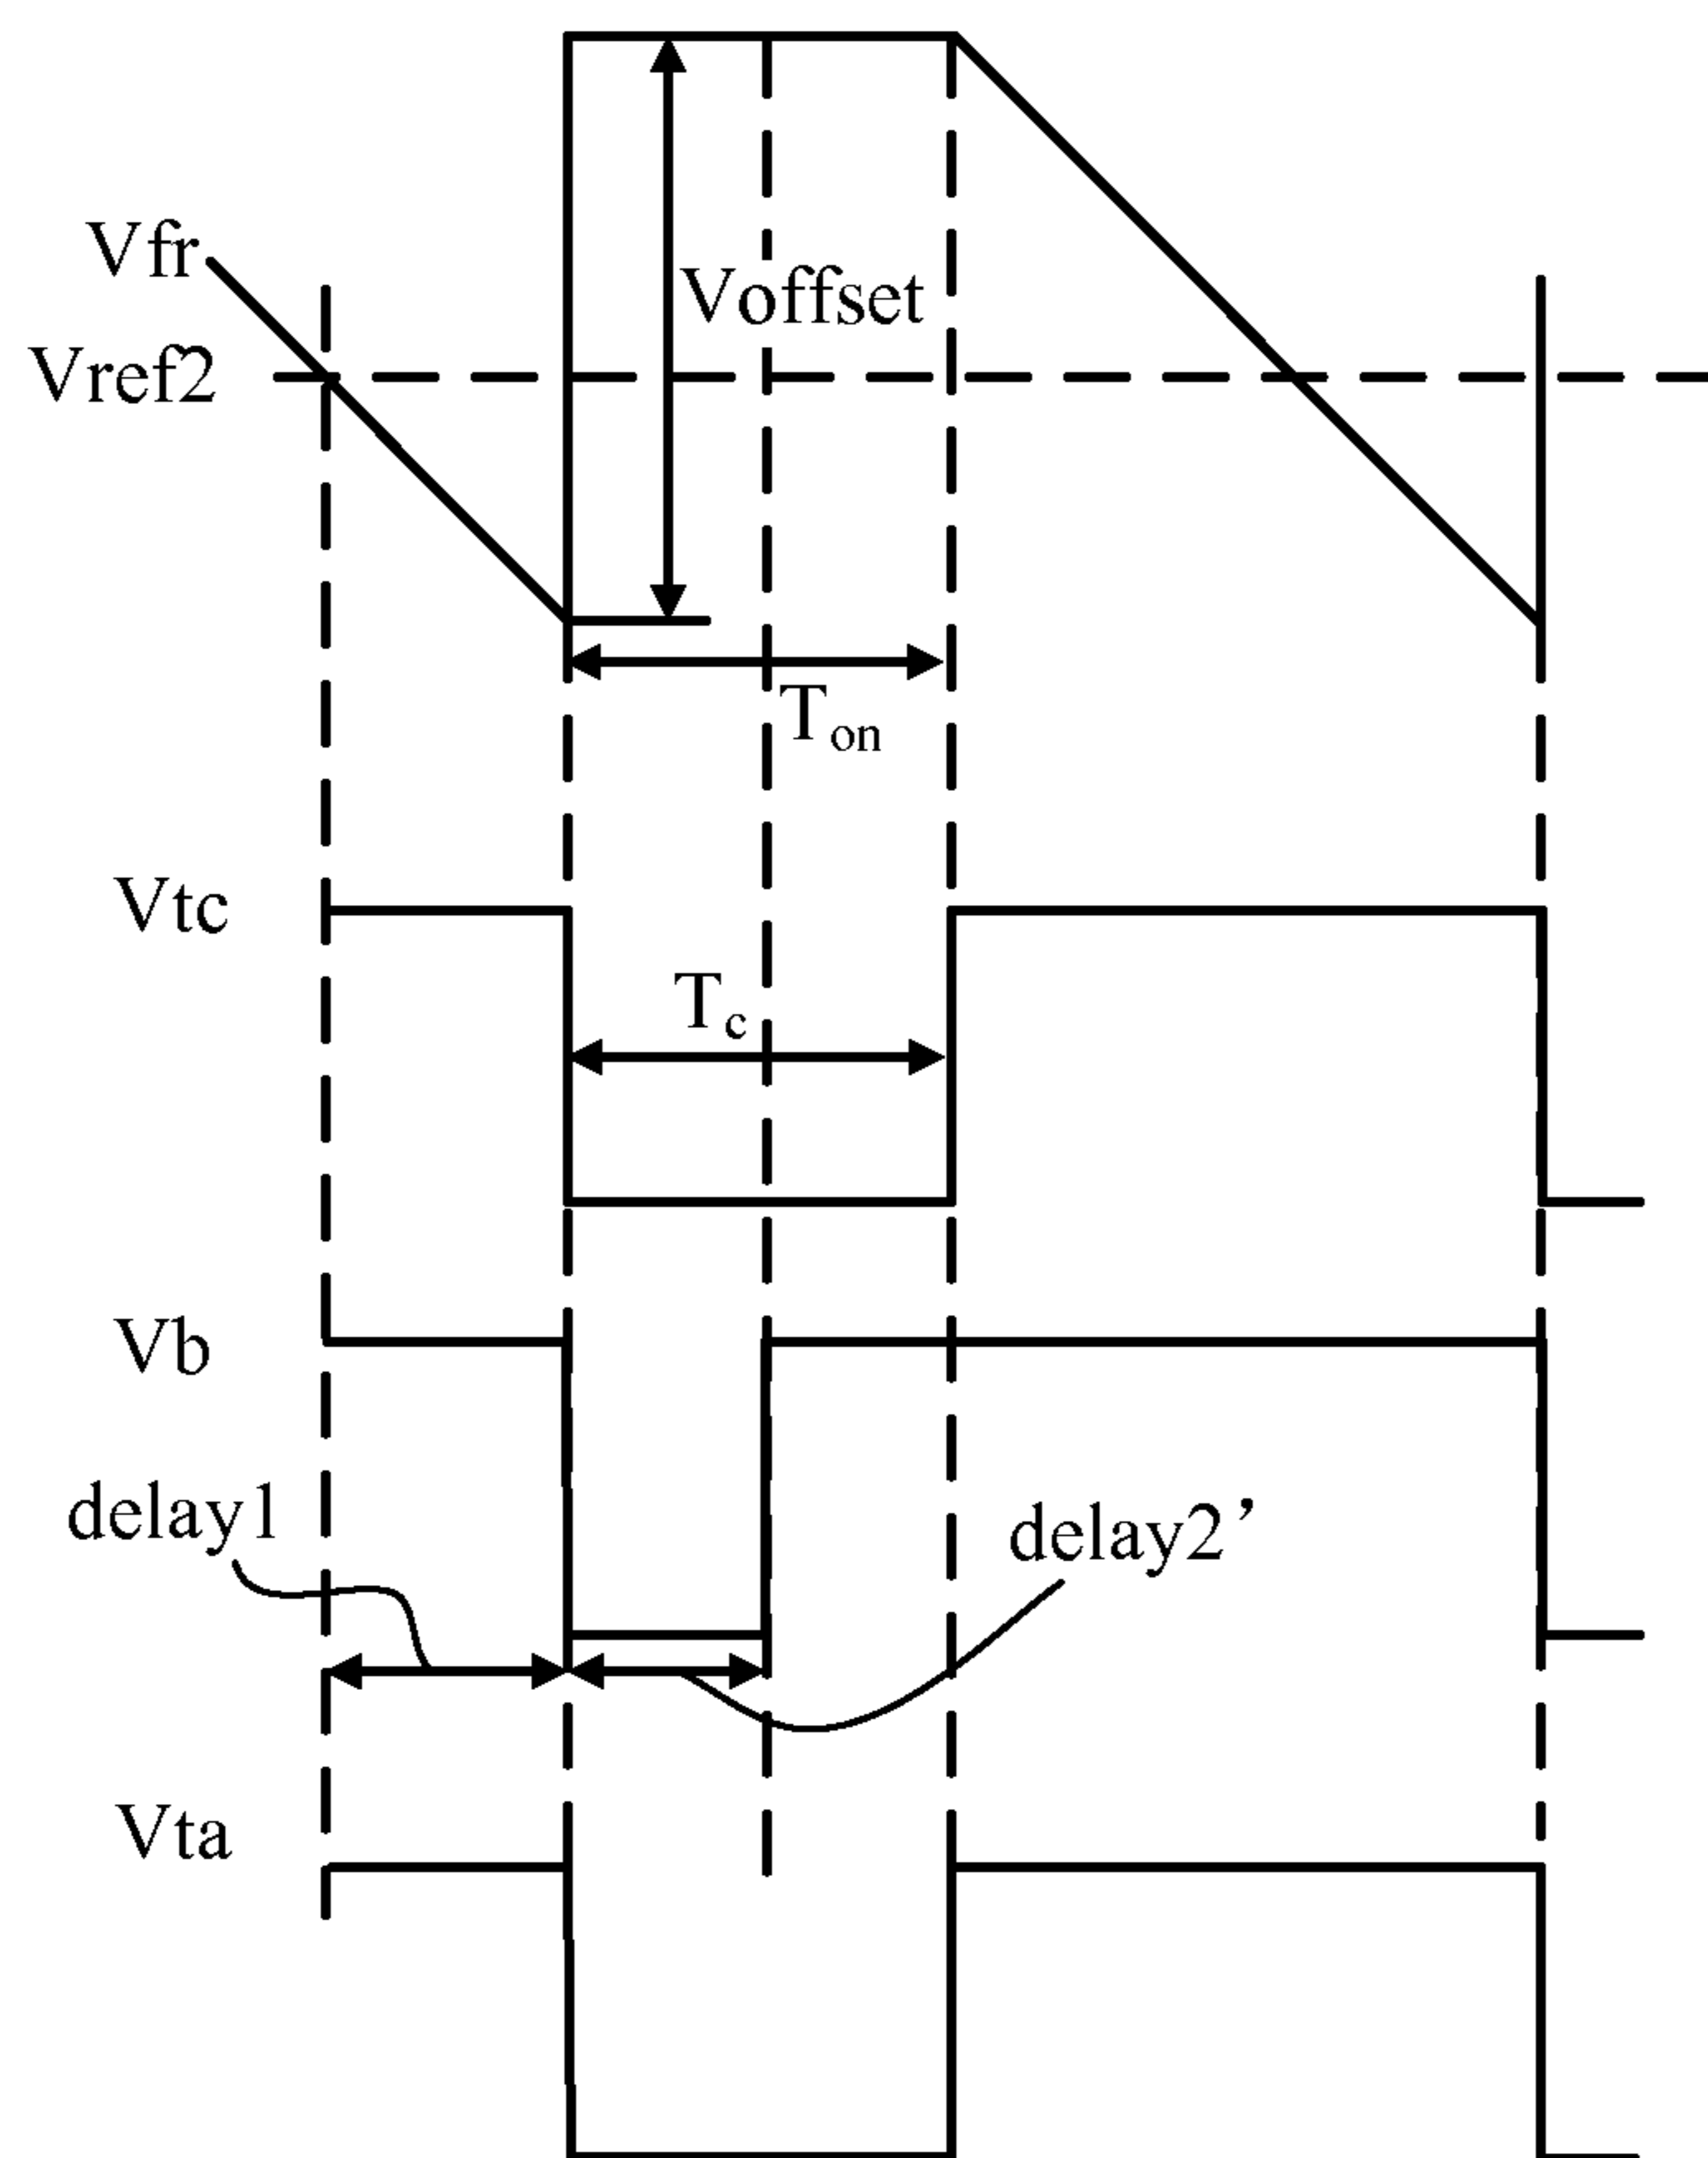 Vfr
Voffset
Vref2
Ton
Vtc
Tc
Vb
delay1
delay2’
Vta